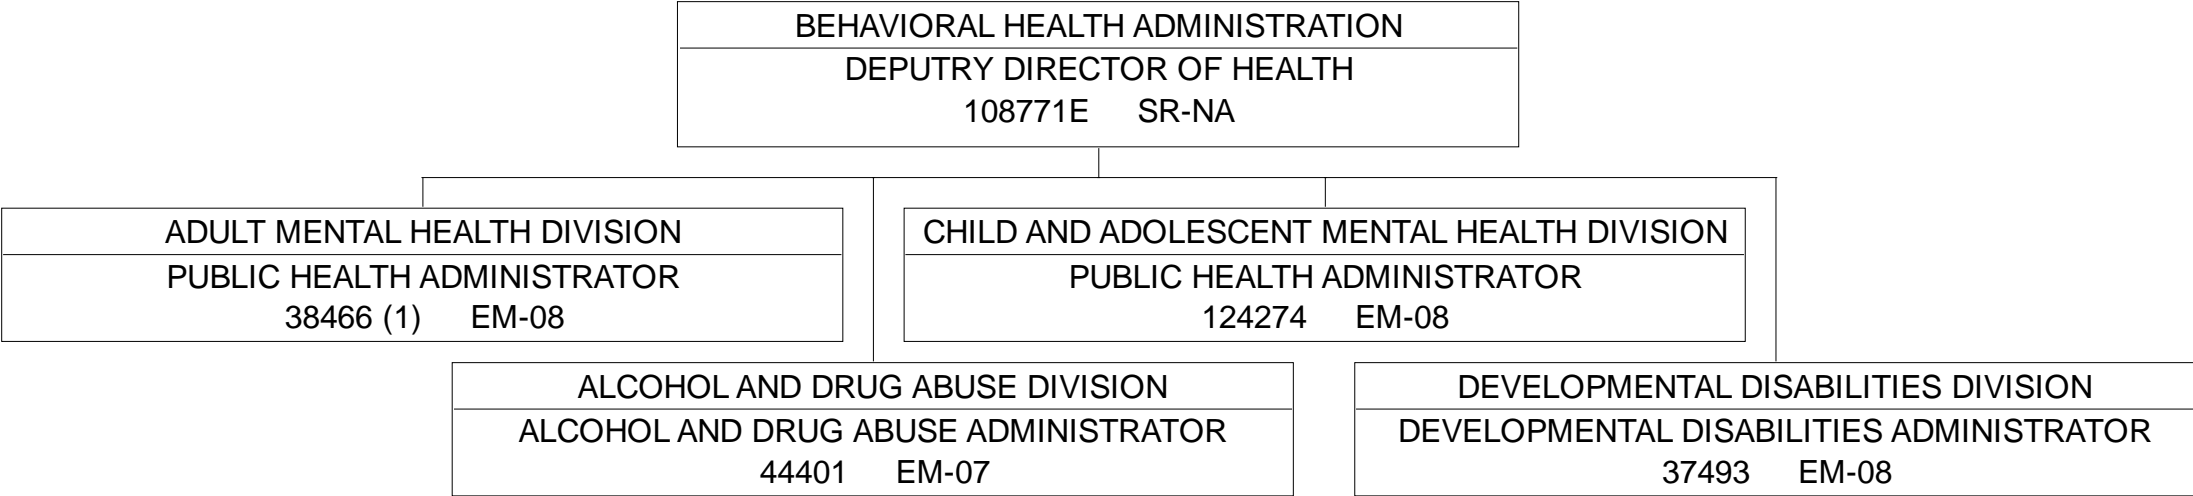 BEHAVIORAL HEALTH ADMINISTRATION
DEPUTRY DIRECTOR OF HEALTH
108771E SR-NA
ADULT MENTAL HEALTH DIVISION
PUBLIC HEALTH ADMINISTRATOR
38466 (1) EM-08
CHILD AND ADOLESCENT MENTAL HEALTH DIVISION
PUBLIC HEALTH ADMINISTRATOR
124274 EM-08
ALCOHOL AND DRUG ABUSE DIVISION
ALCOHOL AND DRUG ABUSE ADMINISTRATOR
44401 EM-07
DEVELOPMENTAL DISABILITIES DIVISION
DEVELOPMENTAL DISABILITIES ADMINISTRATOR
37493 EM-08